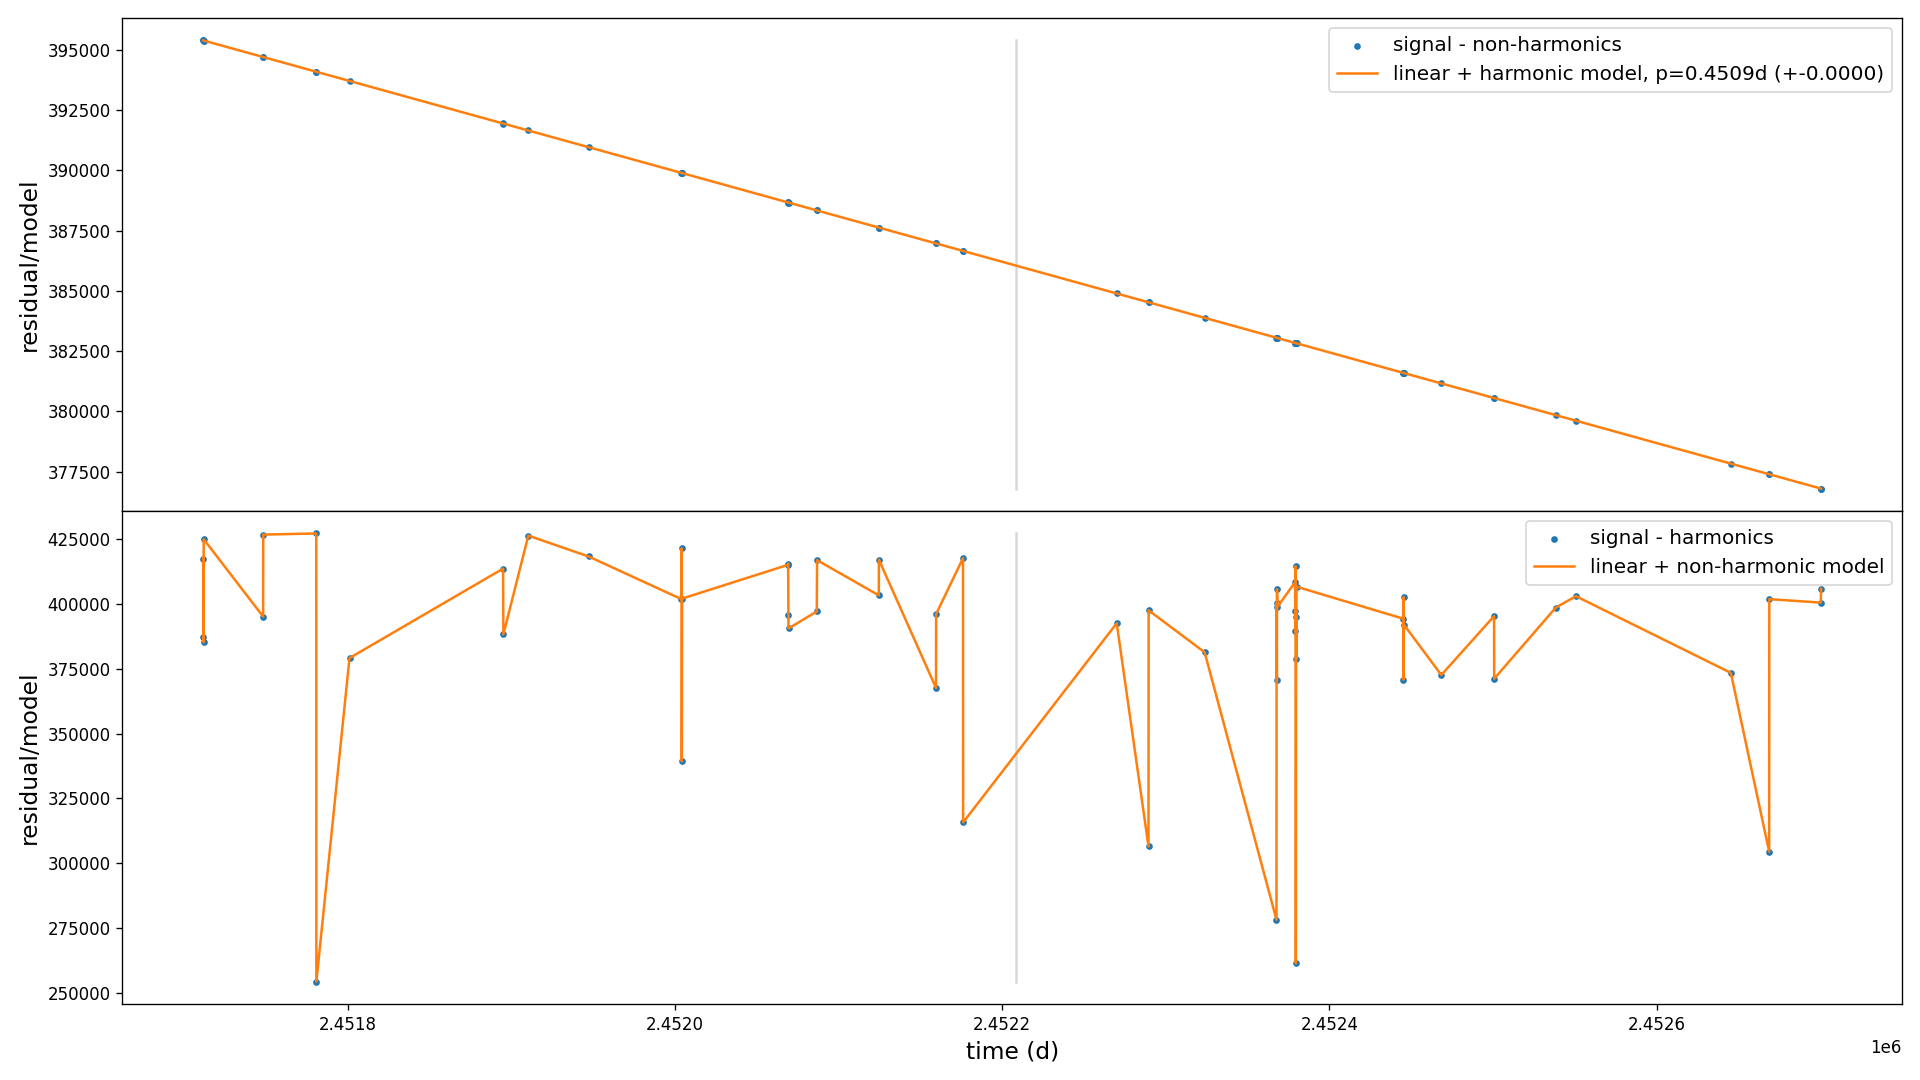 395000
392500
390000
387500
385000
382500
380000
377500
residual/model
signal - non-harmonics
linear + harmonic model, p=0.4509d (+-0.0000)
425000
400000
375000
350000
325000
300000
275000
250000
residual/model
signal - harmonics
linear + non-harmonic model
2.4518
2.4520
2.4522
2.4524
2.4526
1e6
time (d)